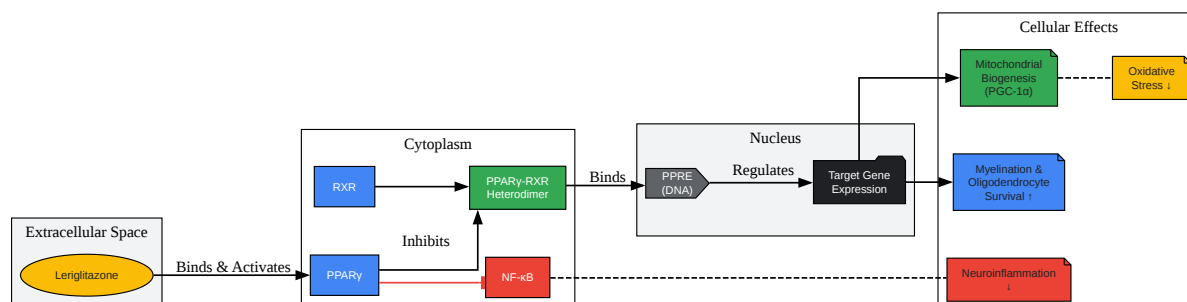 Cellular Effects
Mitochondrial
Biogenesis
(PGC-1α)
Oxidative
Stress ↓
Cytoplasm
Nucleus
RXR
PPARγ-RXR
Heterodimer
Binds
PPRE
(DNA)
Regulates
Target Gene
Expression
Myelination &
Oligodendrocyte
Survival ↑
Extracellular Space
Leriglitazone
Binds & Activates
PPARγ
Inhibits
NF-κB
Neuroinflammation
↓